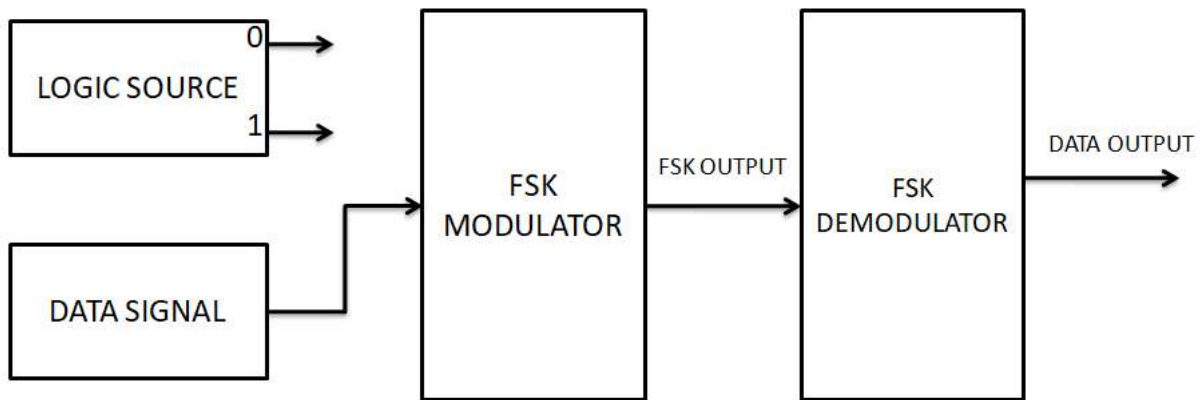 0
LOGIC SOURCE
1
DATA SIGNAL
FSK
MODULATOR
FSK OUTPUT
FSK
DEMODULATOR
DATA OUTPUT